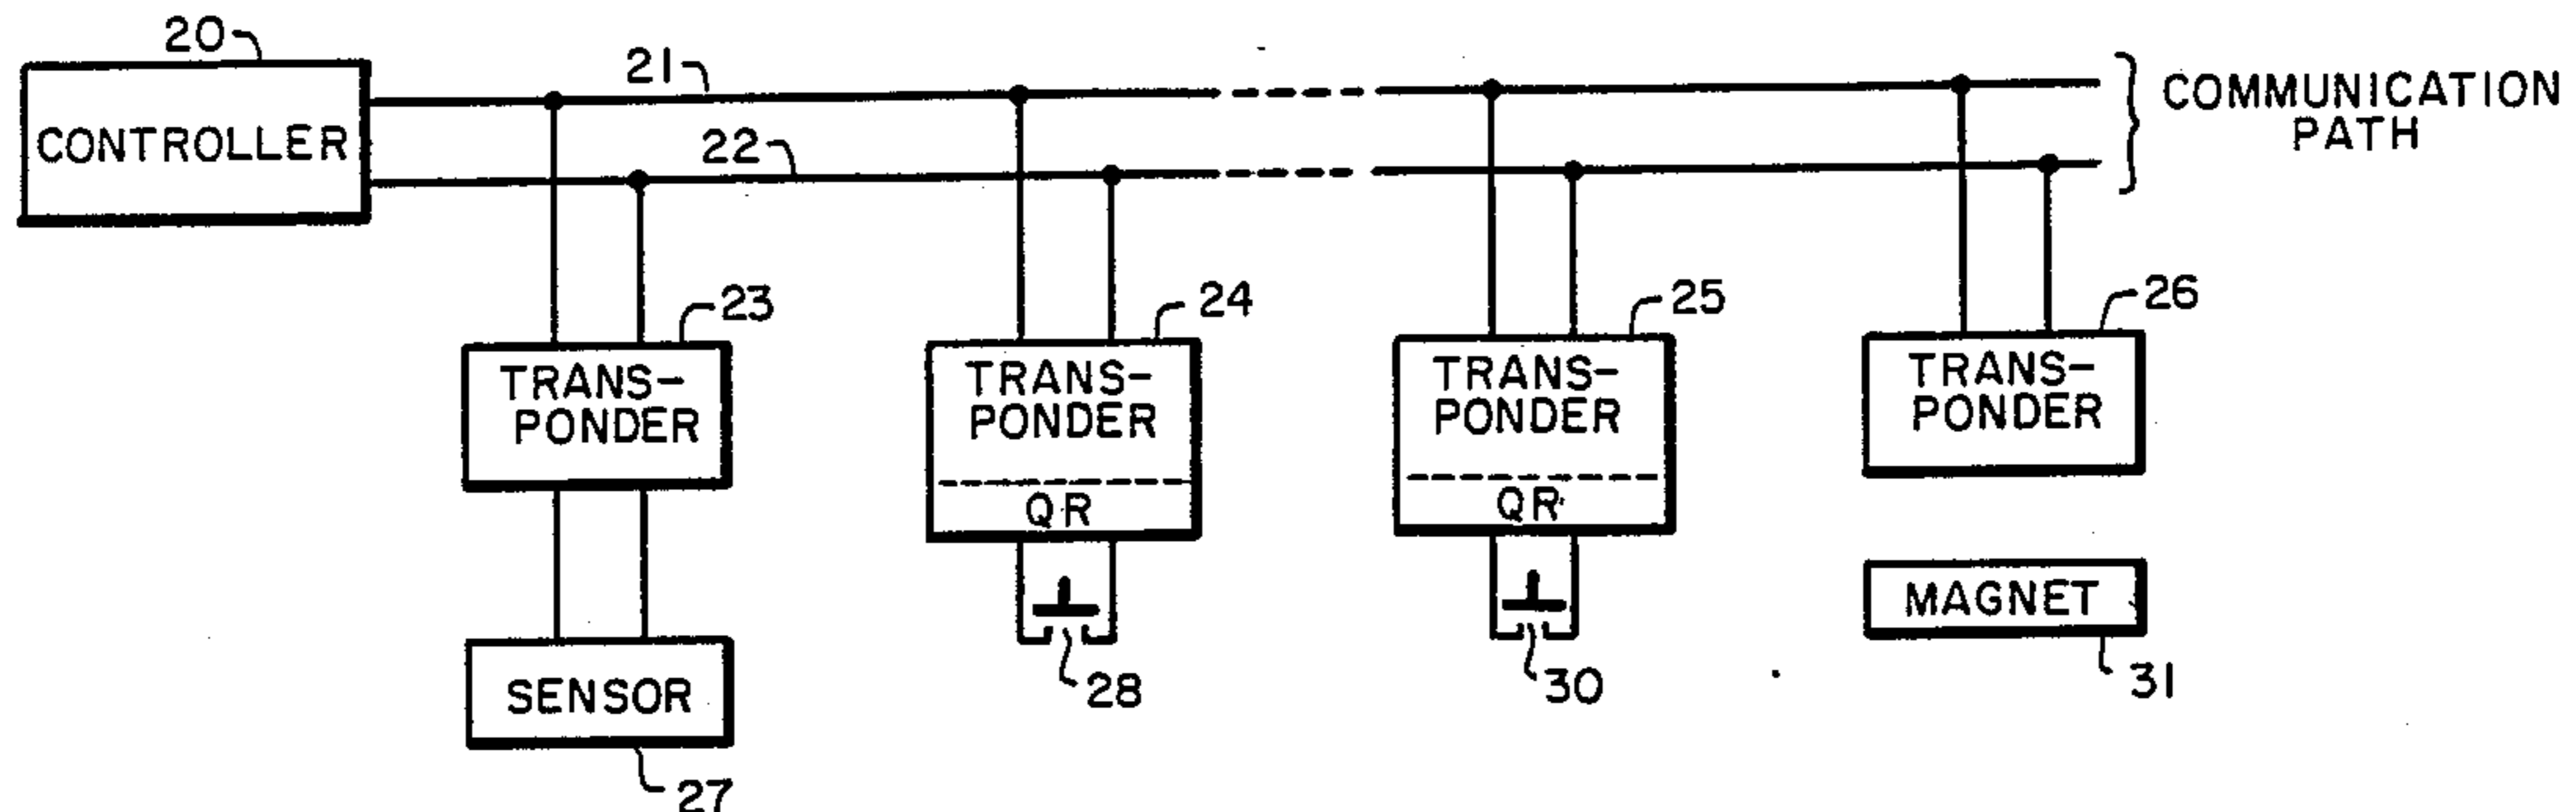 20
21
CONTROLLER
22
COMMUNICATION
PATH
23
24
25
26
TRANS-
PONDER
TRANS-
PONDER
QR
TRANS-
PONDER
QR
TRANS-
PONDER
SENSOR
28
30
MAGNET
31
27